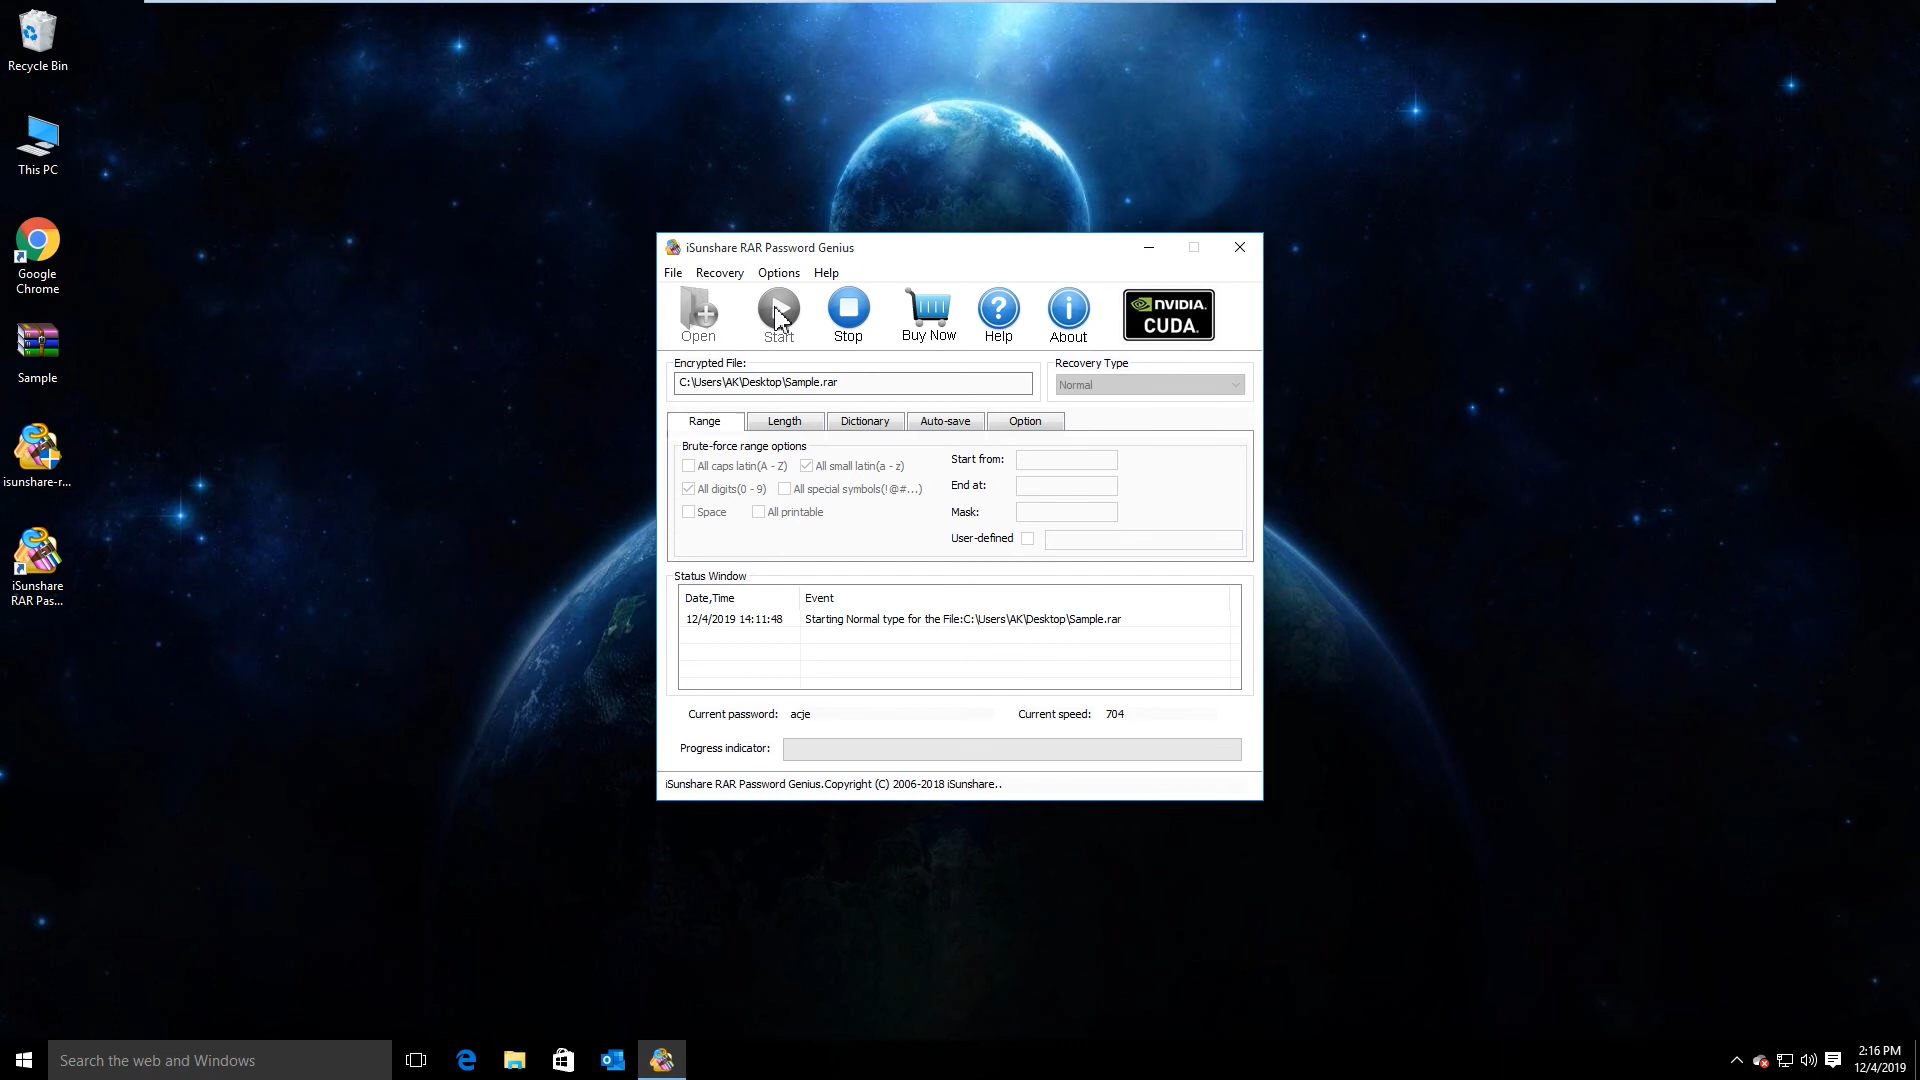 Recycle Bin
This PC
Google
Chrome
Sample
isunshare-r...
iSunshare
RAR Pas...
iSunshare RAR Password Genius
File Recovery Options Help
Open Start Stop Buy Now ? Help i About NVIDIA. CUDA.
Encrypted File:
C:\Users\AK\Desktop\Sample.rar
Recovery Type
Normal
Range Length Dictionary Auto-save Option
Brute-force range options
All caps latin(A - Z) All small latin(a - z)
All digits(0 - 9) All special symbols(!@#...)
Space All printable
Start from:
End at:
Mask:
User-defined
Status Window
Date,Time Event
12/4/2019 14:11:48 Starting Normal type for the File:C:\Users\AK\Desktop\Sample.rar
Current password: acje Current speed: 704
Progress indicator:
iSunshare RAR Password Genius.Copyright (C) 2006-2018 iSunshare..
Search the web and Windows
2:16 PM
12/4/2019